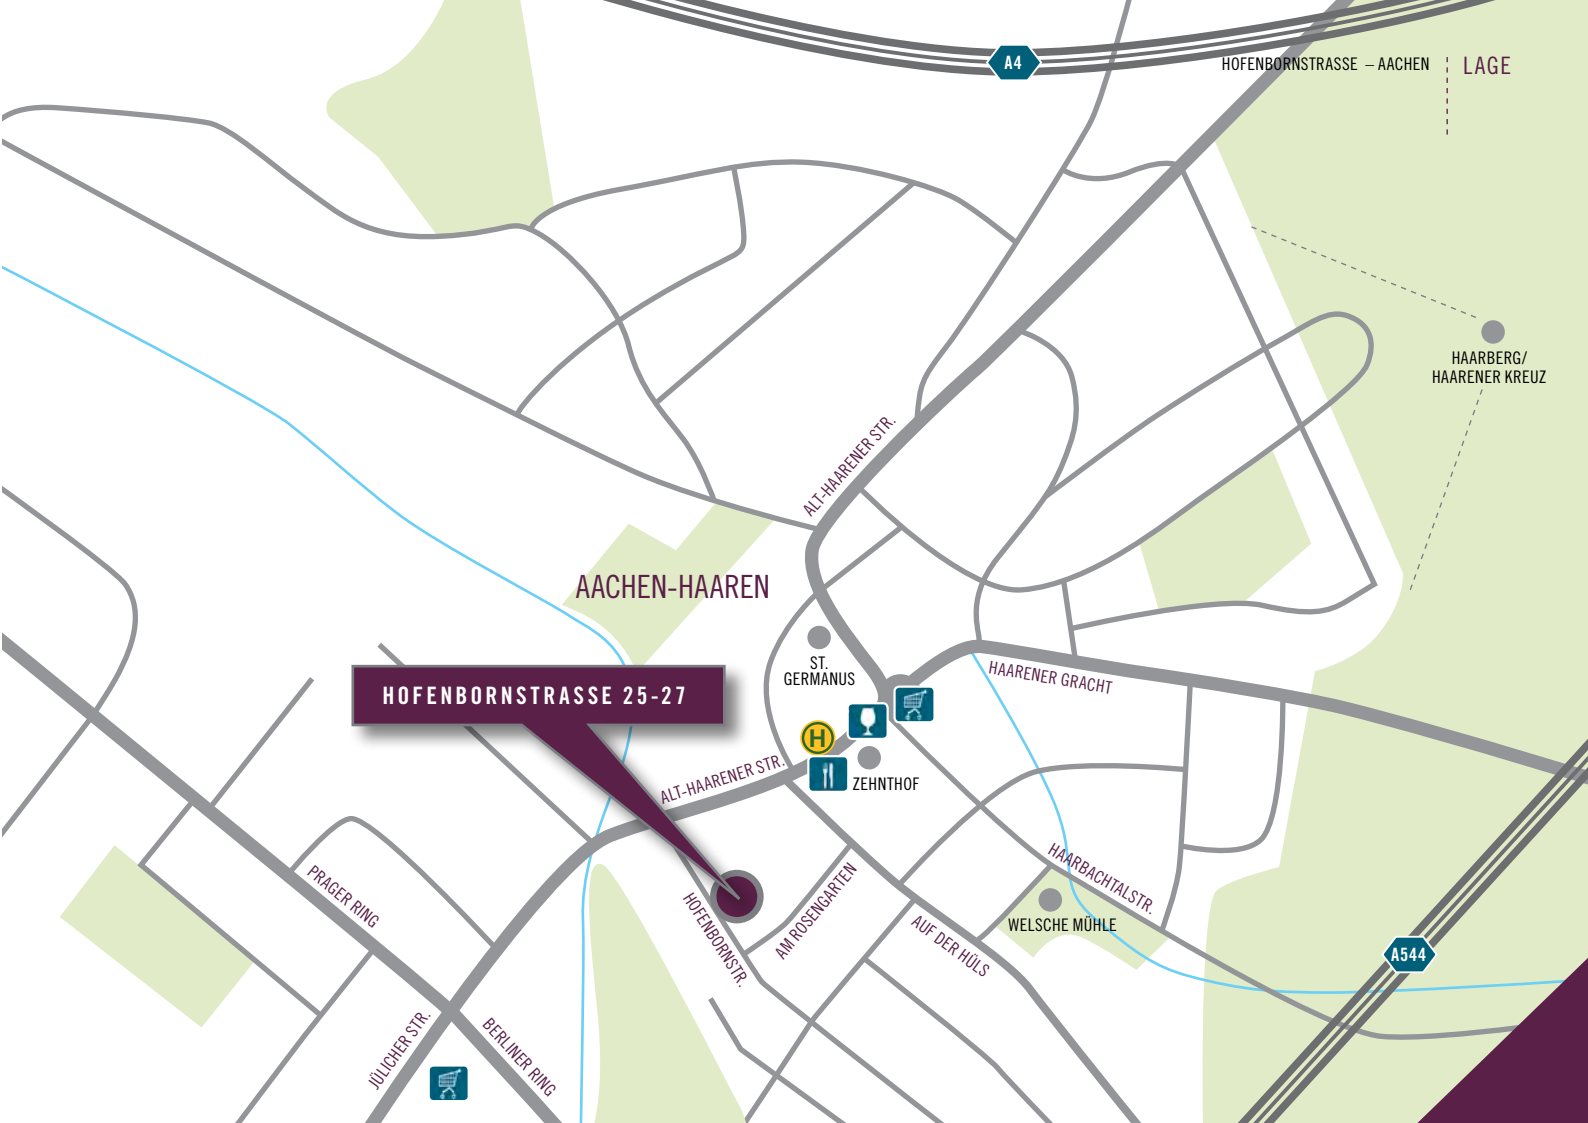 A4
HOFENBORNSTRASSE – AACHEN
LAGE
HAARBERG/
HAARENER KREUZ
ALT-HAARENER STR.
AACHEN-HAAREN
ST.
GERMANUS
HAARENER GRACHT
HOFENBORNSTRASSE 25-27
H
ALT-HAARENER STR.
ZEHNTHOF
HAARBACHTALSTR.
PRAGER RING
HOFENBORNSTR.
AM ROSENGARTEN
AUF DER HÜLS
WELSCHE MÜHLE
A544
JÜLICHER STR.
BERLINER RING